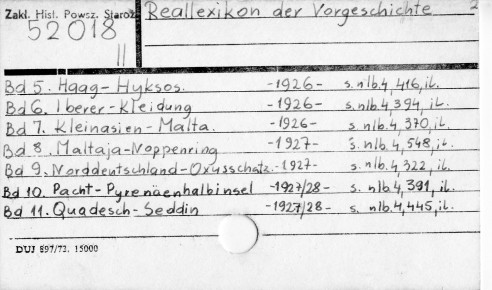 Zakł. Hist. Powsz. Staroż. Reallexikon der Vorgeschichte 2
52018
II
Bd 5. Haag-Hyksos. -1926- s. nlb.4, 416, il.
Bd 6. Iberer-Kleidung -1926- s. nlb.4, 394, il.
Bd 7. Kleinasien-Malta. -1926- s. nlb.4, 370, il.
Bd 8. Maltaja-Noppenring -1927- s. nlb.4, 548, il.
Bd 9. Norddeutschland-Oxusschatz. -1927- s. nlb.4, 322, il.
Bd 10. Pacht-Pyrenäenhalbinsel -1927/28- s. nlb.4, 391, il.
Bd 11. Quadesch-Seddin -1927/28- s. nlb.4, 445, il.
DUJ 897/73. 15000